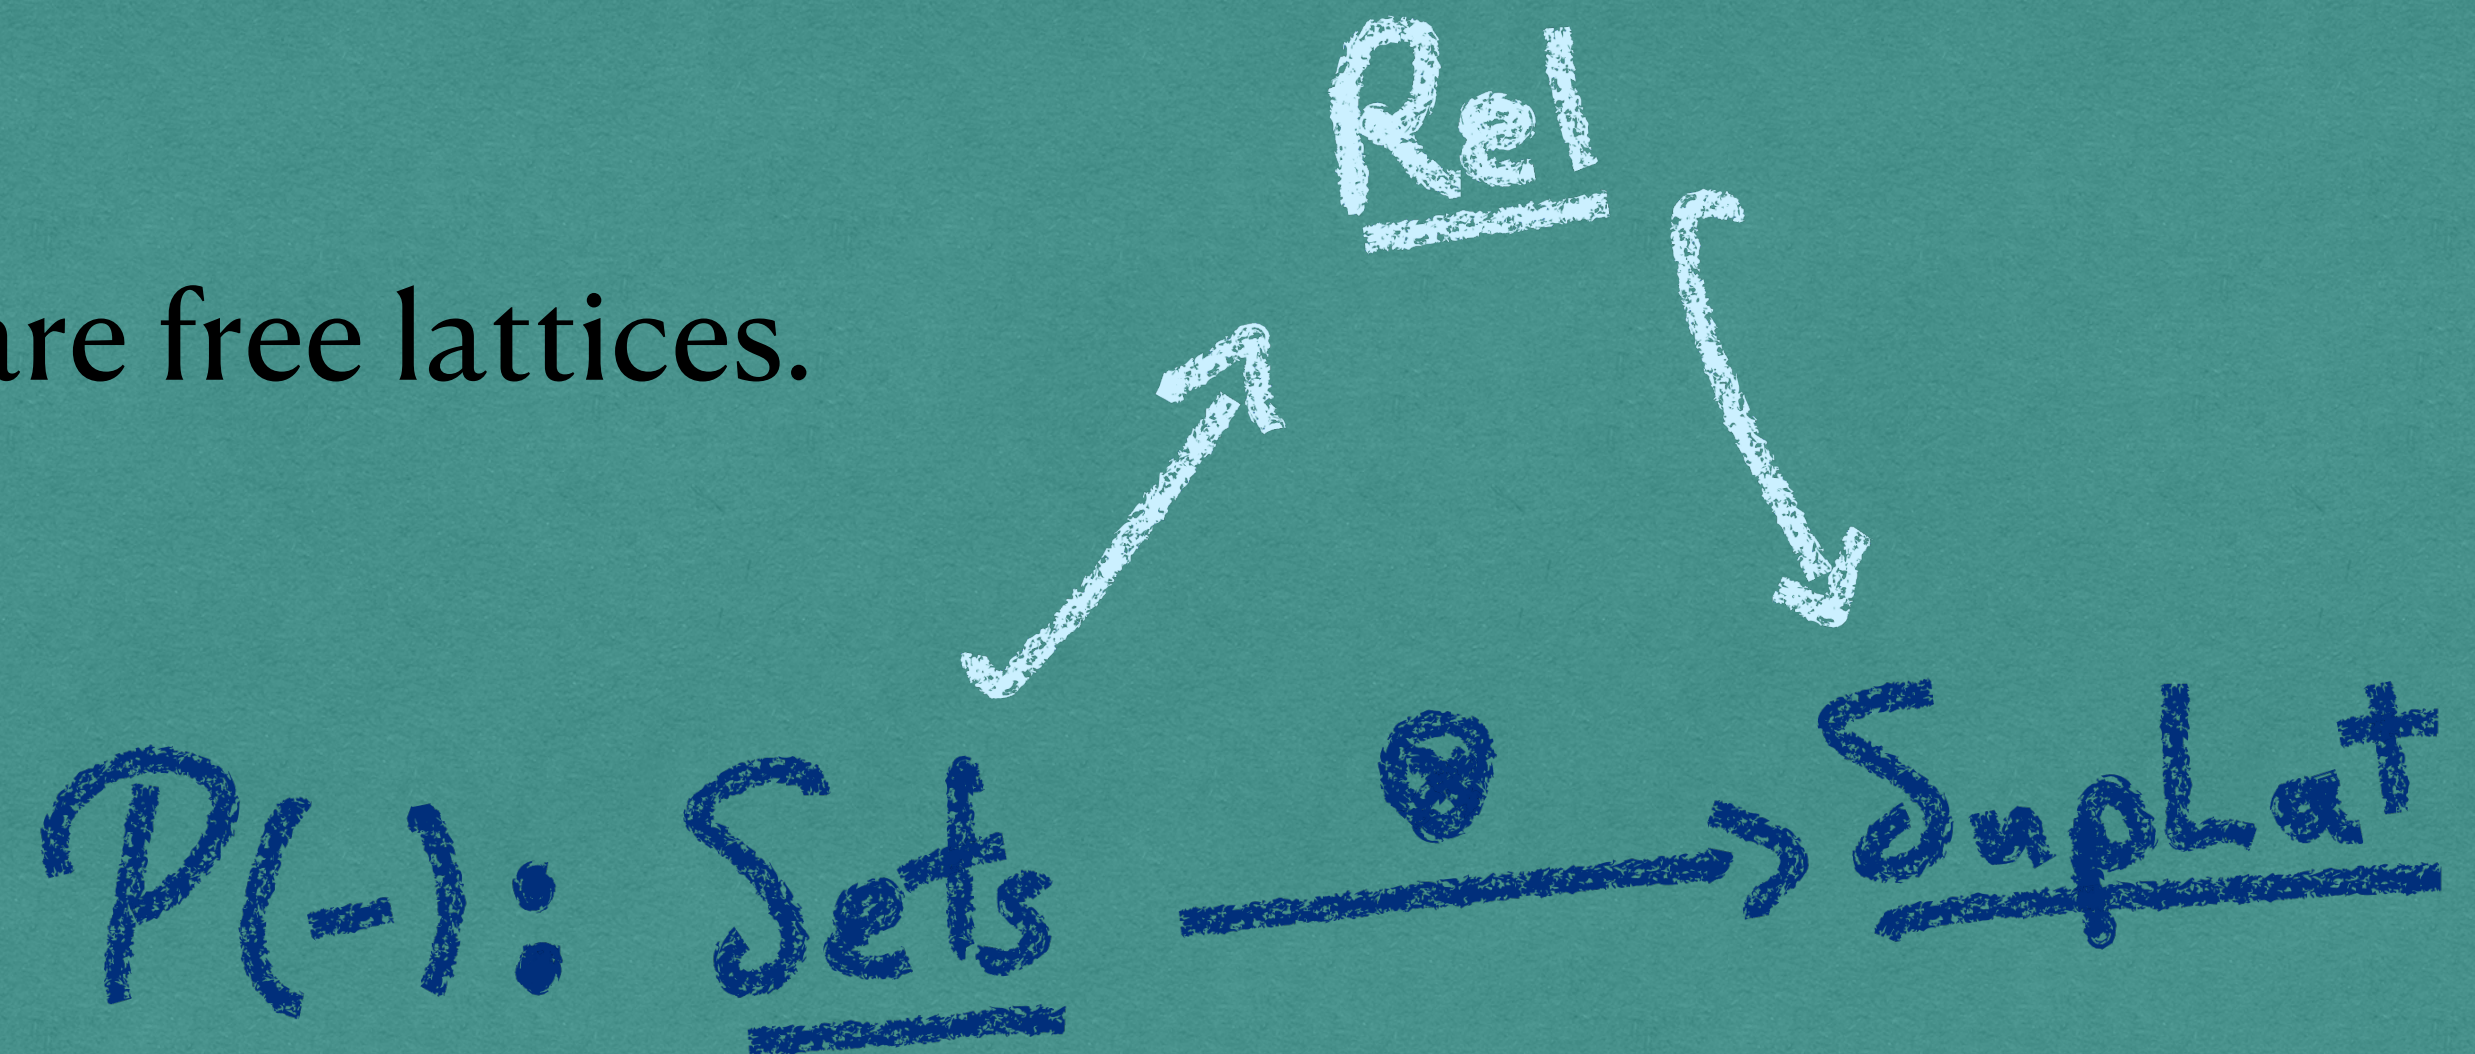 Rel
are free lattices.
P(-): Sets ⊗→ SupLat